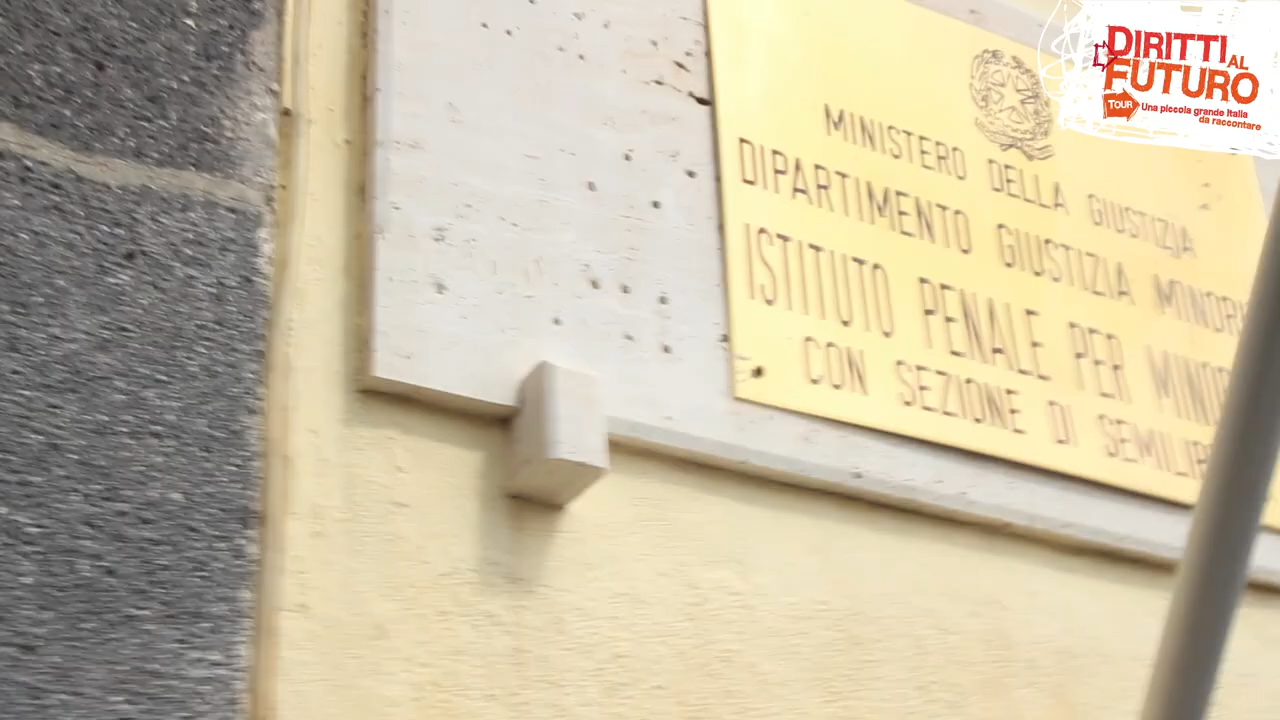 DIRITTI AL
FUTURO
TOUR Una piccola grande Italia
da raccontare
MINISTERO DELLA GIUSTIZIA
DIPARTIMENTO GIUSTIZIA
ISTITUTO PENALE PER
CON SEZIONE DI